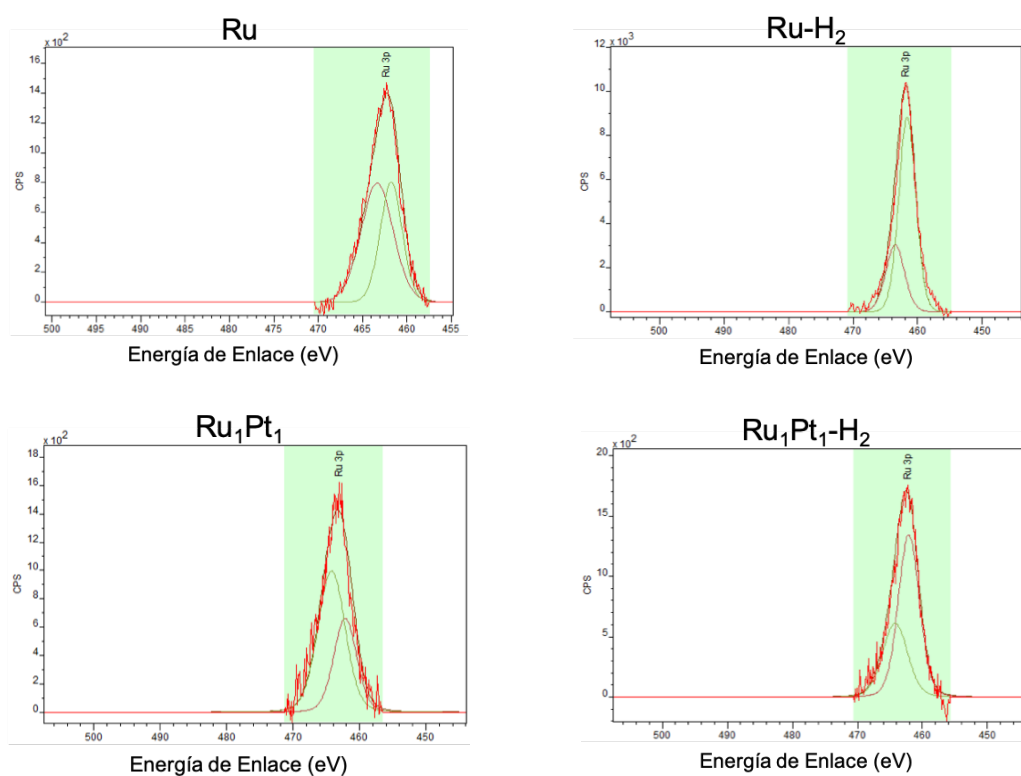 Ru
x 10²
16
14
12
10
8
6
4
2
0
CPS
Ru 3p
500 495 490 485 480 475 470 465 460 455
Energía de Enlace (eV)
Ru-H₂
x 10³
12
10
8
6
4
2
0
CPS
Ru 3p
500 490 480 470 460 450
Energía de Enlace (eV)
Ru₁Pt₁
x 10²
18
16
14
12
10
8
6
4
2
0
CPS
Ru 3p
500 490 480 470 460 450
Energía de Enlace (eV)
Ru₁Pt₁-H₂
x 10²
20
15
10
5
0
CPS
Ru 3p
500 490 480 470 460 450
Energía de Enlace (eV)